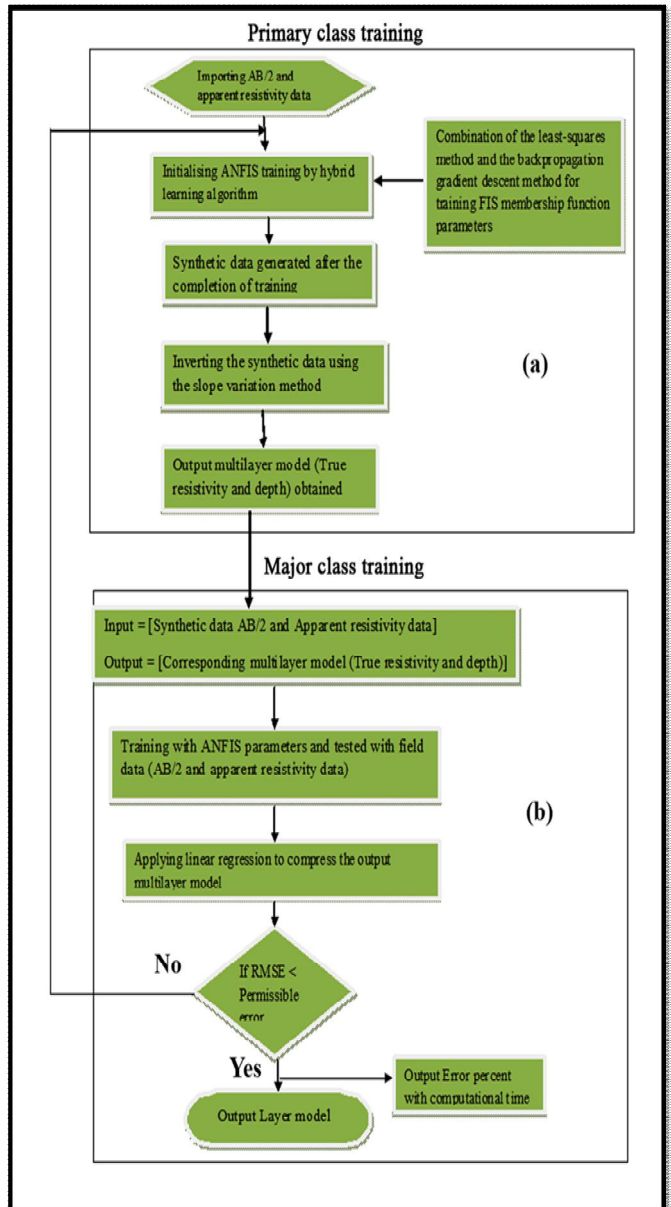 Primary class training
Importing AB/2 and
apparent resistivity data
Combination of the least-squares
method and the backpropagation
gradient descent method for
training FIS membership function
parameters
Initialising ANFIS training by hybrid
learning algorithm
Synthetic data generated after the
completion of training
Inverting the synthetic data using
the slope variation method
(a)
Output multilayer model (True
resistivity and depth) obtained
Major class training
Input = [Synthetic data AB/2 and Apparent resistivity data]
Output = [Corresponding multilayer model (True resistivity and depth)]
Training with ANFIS parameters and tested with field
data (AB/2 and apparent resistivity data)
(b)
Applying linear regression to compress the output
multilayer model
No
If RMSE <
Permissible
error
Yes
Output Error percent
with computational time
Output Layer model